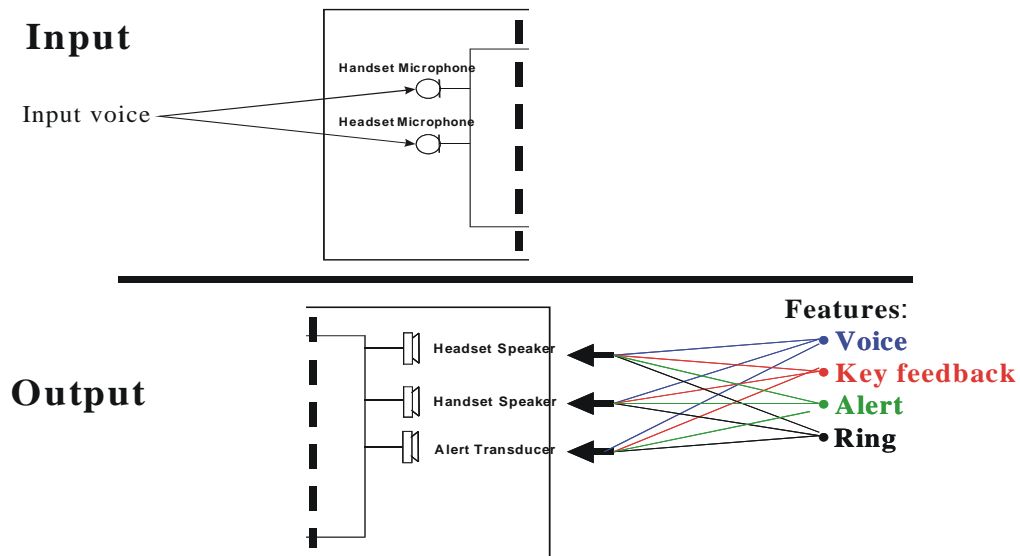 Input
Handset Microphone
Input voice
Headset Microphone
Features:
Headset Speaker
Voice
Key feedback
Output
Handset Speaker
Alert
Ring
Alert Transducer